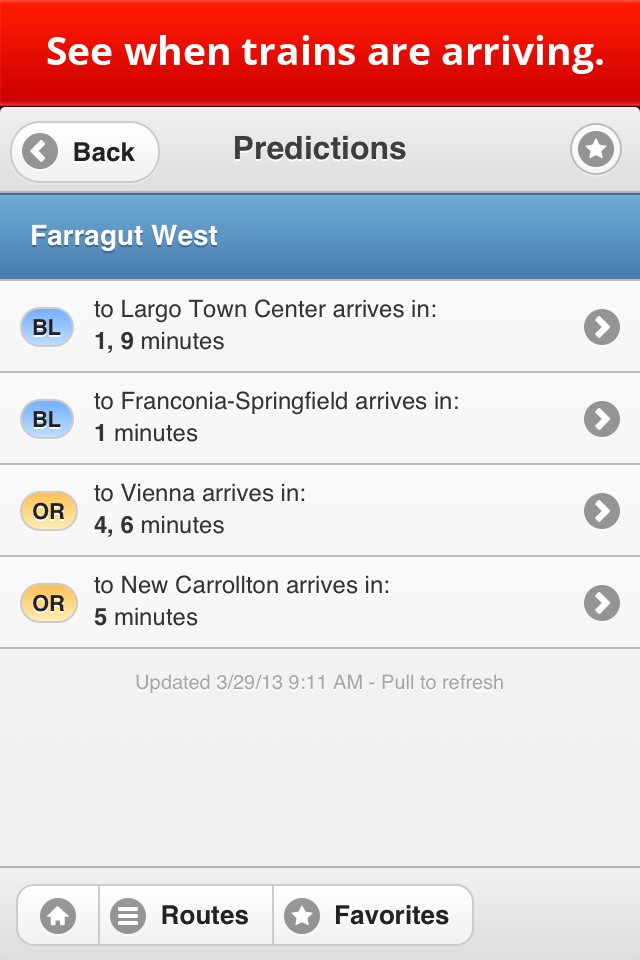 See when trains are arriving.
Back
Predictions
Farragut West
BL
to Largo Town Center arrives in:
1, 9 minutes
BL
to Franconia-Springfield arrives in:
1 minutes
OR
to Vienna arrives in:
4, 6 minutes
OR
to New Carrollton arrives in:
5 minutes
Updated 3/29/13 9:11 AM - Pull to refresh
Routes
Favorites